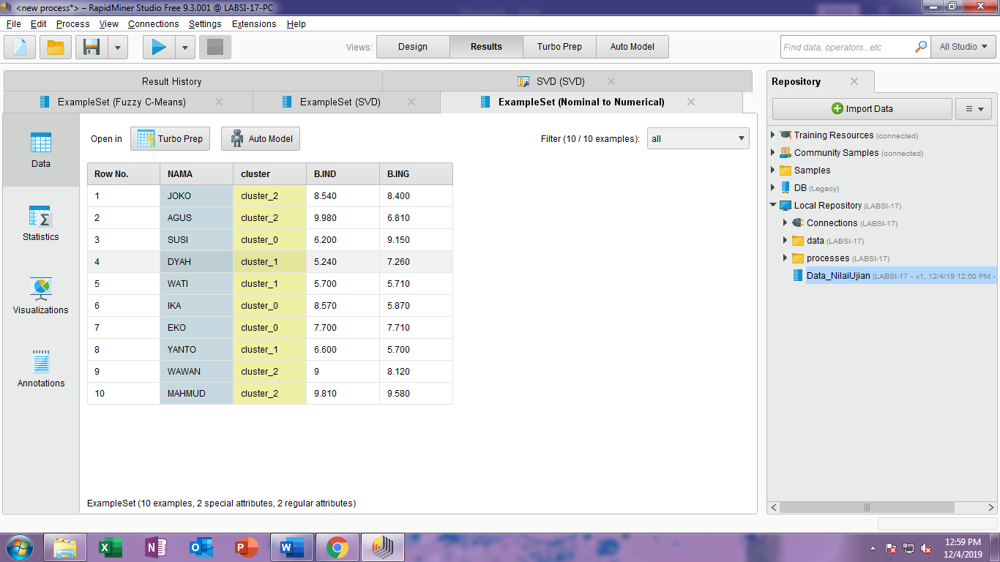 <new process*> – RapidMiner Studio Free 9.3.001 @ LABSI-17-PC
File Edit Process View Connections Settings Extensions Help
Views: Design Results Turbo Prep Auto Model Find data, operators...etc All Studio
Result History SVD (SVD)
ExampleSet (Fuzzy C-Means) ExampleSet (SVD) ExampleSet (Nominal to Numerical)
Data
Statistics
Visualizations
Annotations
Open in Turbo Prep Auto Model Filter (10 / 10 examples): all
Row No. NAMA cluster B.IND B.ING
1 JOKO cluster_2 8.540 8.400
2 AGUS cluster_2 9.980 6.810
3 SUSI cluster_0 6.200 9.150
4 DYAH cluster_1 5.240 7.260
5 WATI cluster_1 5.700 5.710
6 IKA cluster_0 8.570 5.870
7 EKO cluster_0 7.700 7.710
8 YANTO cluster_1 6.600 5.700
9 WAWAN cluster_2 9 8.120
10 MAHMUD cluster_2 9.810 9.580
ExampleSet (10 examples, 2 special attributes, 2 regular attributes)
Repository
Import Data
Training Resources (connected)
Community Samples (connected)
Samples
DB (Legacy)
Local Repository (LABSI-17)
Connections (LABSI-17)
data (LABSI-17)
processes (LABSI-17)
Data_NilaiUjian (LABSI-17 - v1, 12/4/19 12:50 PM -
12:59 PM
12/4/2019